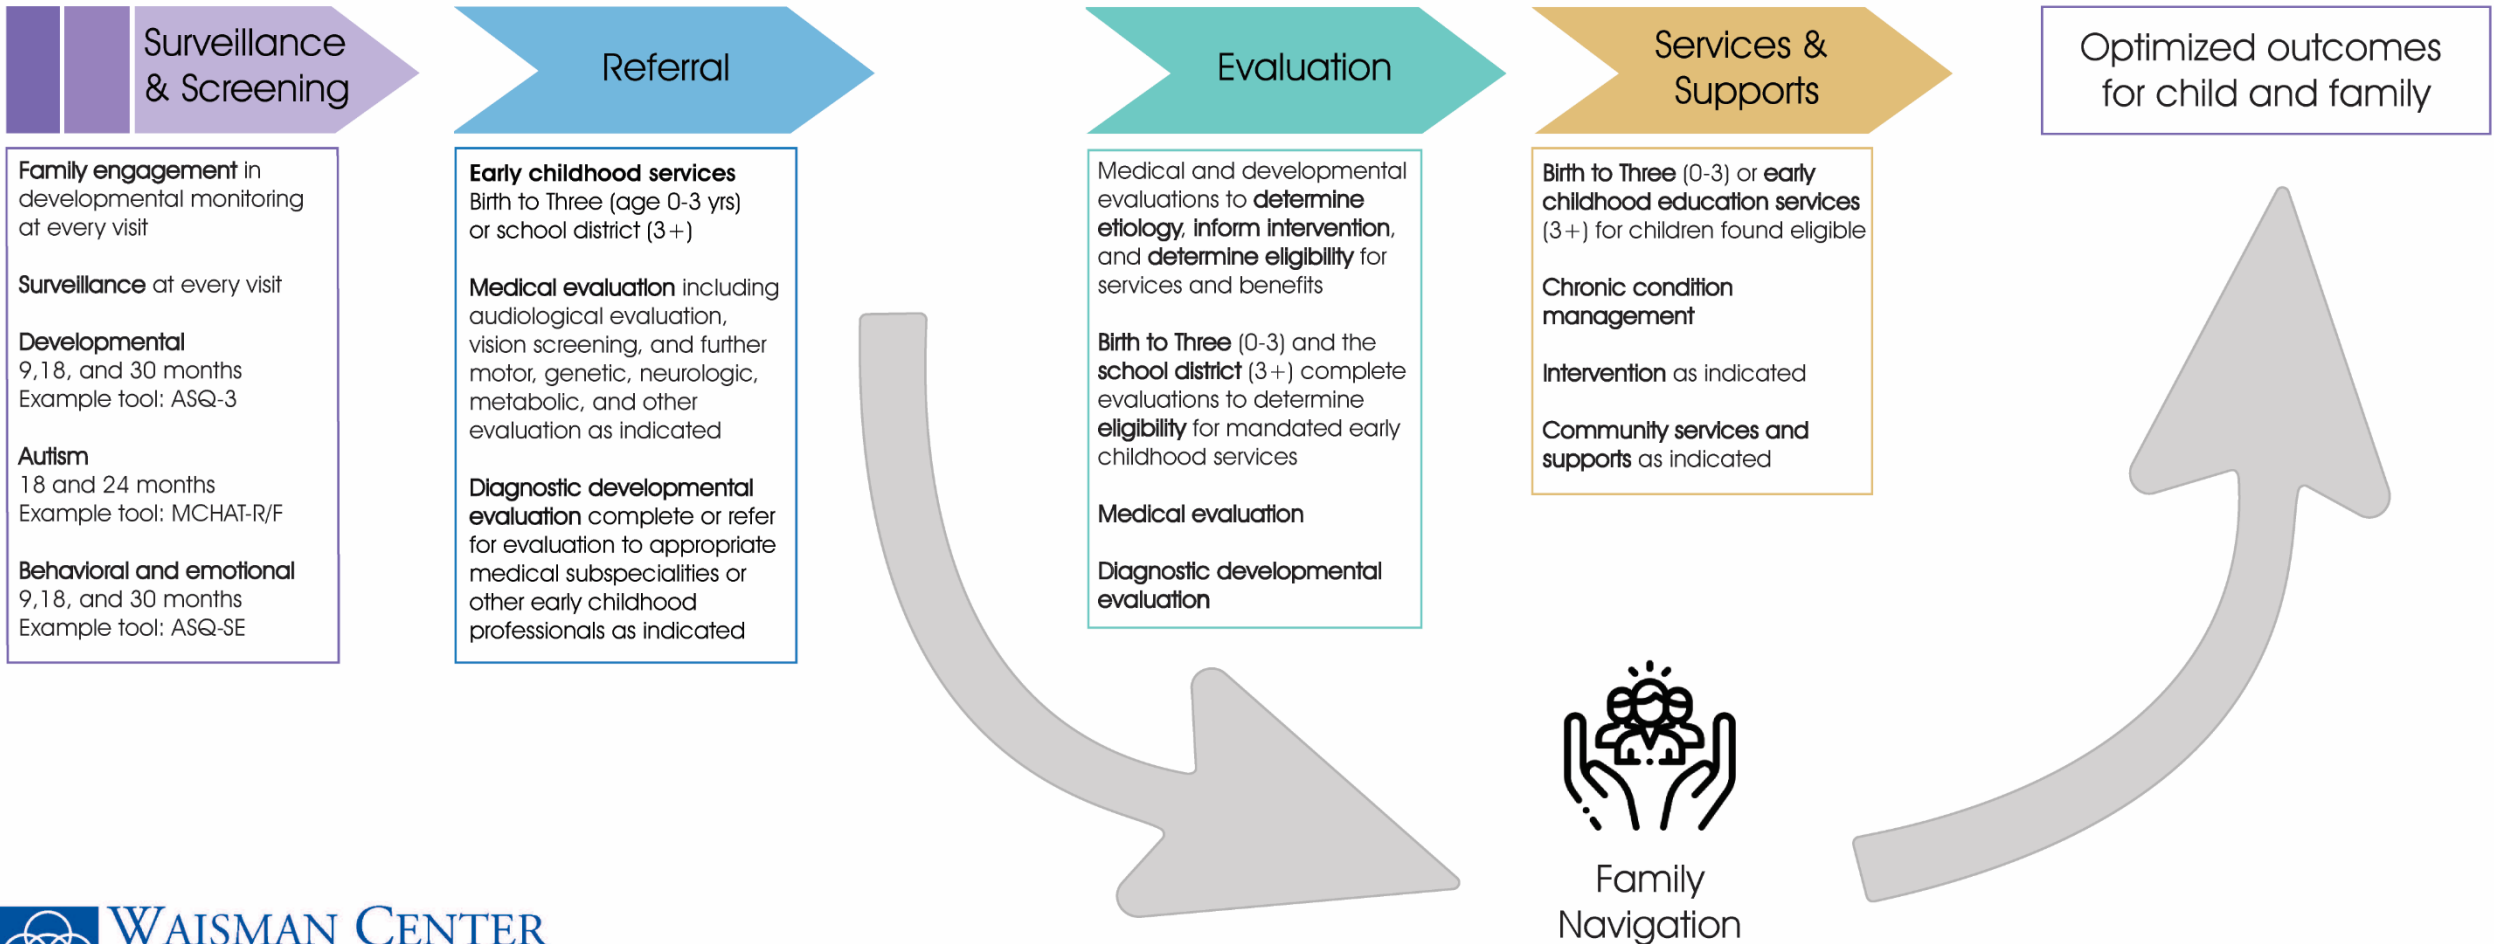 Surveillance
& Screening
Family engagement in
developmental monitoring
at every visit
Surveillance at every visit
Developmental
9,18, and 30 months
Example tool: ASQ-3
Autism
18 and 24 months
Example tool: MCHAT-R/F
Behavioral and emotional
9,18, and 30 months
Example tool: ASQ-SE
Referral
Early childhood services
Birth to Three (age 0-3 yrs)
or school district (3+)
Medical evaluation including
audiological evaluation,
vision screening, and further
motor, genetic, neurologic,
metabolic, and other
evaluation as indicated
Diagnostic developmental
evaluation complete or refer
for evaluation to appropriate
medical subspecialities or
other early childhood
professionals as indicated
Evaluation
Medical and developmental
evaluations to determine
etiology, inform intervention,
and determine eligibility for
services and benefits
Birth to Three (0-3) and the
school district (3+) complete
evaluations to determine
eligibility for mandated early
childhood services
Medical evaluation
Diagnostic developmental
evaluation
Services &
Supports
Birth to Three (0-3) or early
childhood education services
(3+) for children found eligible
Chronic condition
management
Intervention as indicated
Community services and
supports as indicated
Optimized outcomes
for child and family
Family
Navigation
WAISMAN CENTER